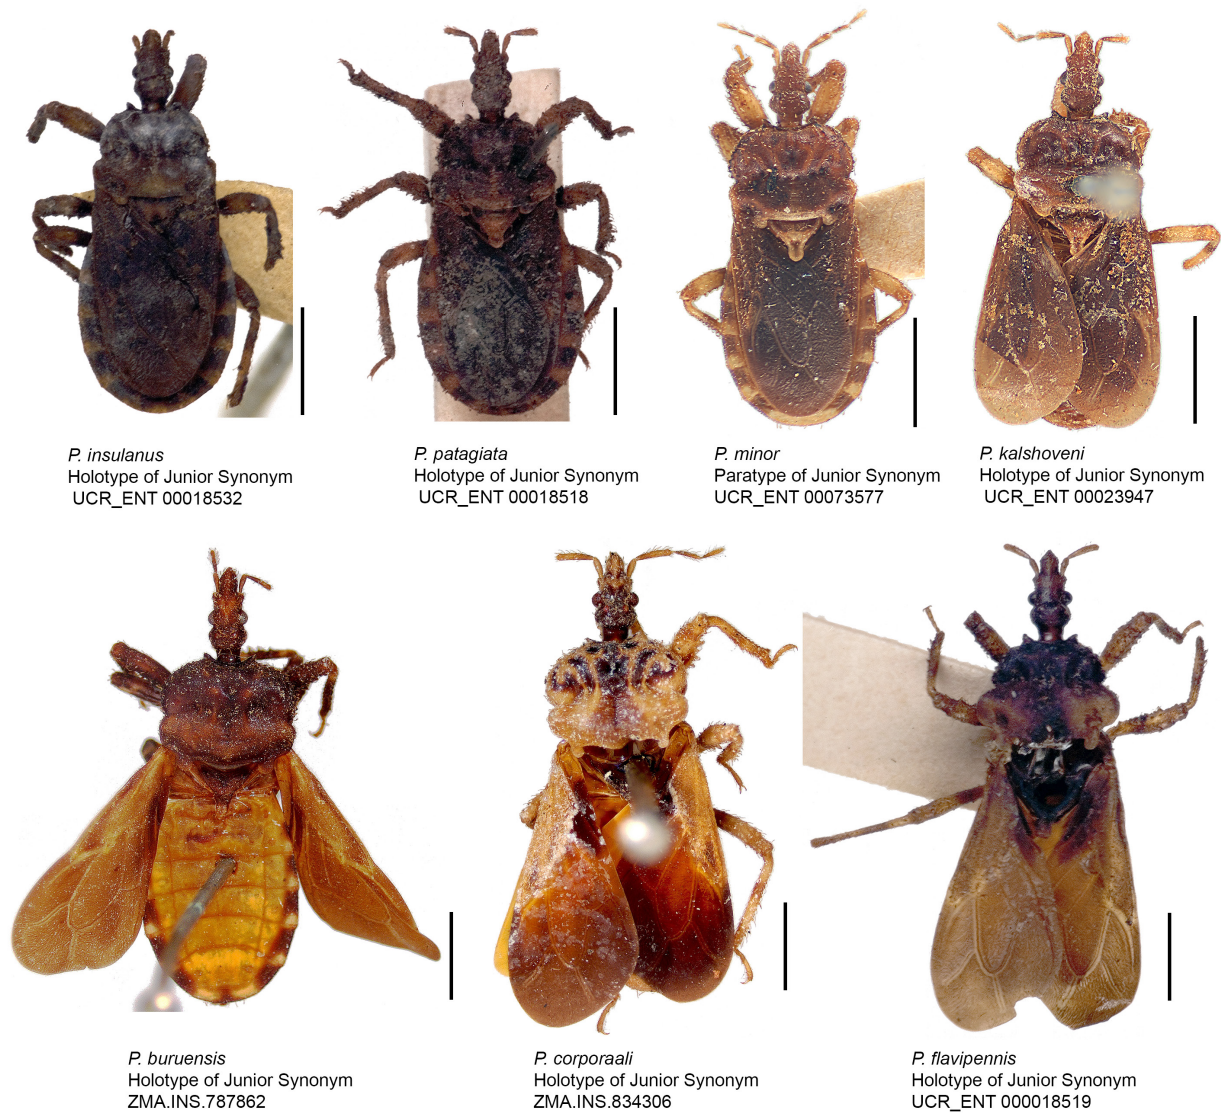 P. insulanus
Holotype of Junior Synonym
UCR_ENT 00018532
P. patagiata
Holotype of Junior Synonym
UCR_ENT 00018518
P. minor
Paratype of Junior Synonym
UCR_ENT 00073577
P. kalshoveni
Holotype of Junior Synonym
UCR_ENT 00023947
P. buruensis
Holotype of Junior Synonym
ZMA.INS.787862
P. corporaali
Holotype of Junior Synonym
ZMA.INS.834306
P. flavipennis
Holotype of Junior Synonym
UCR_ENT 000018519